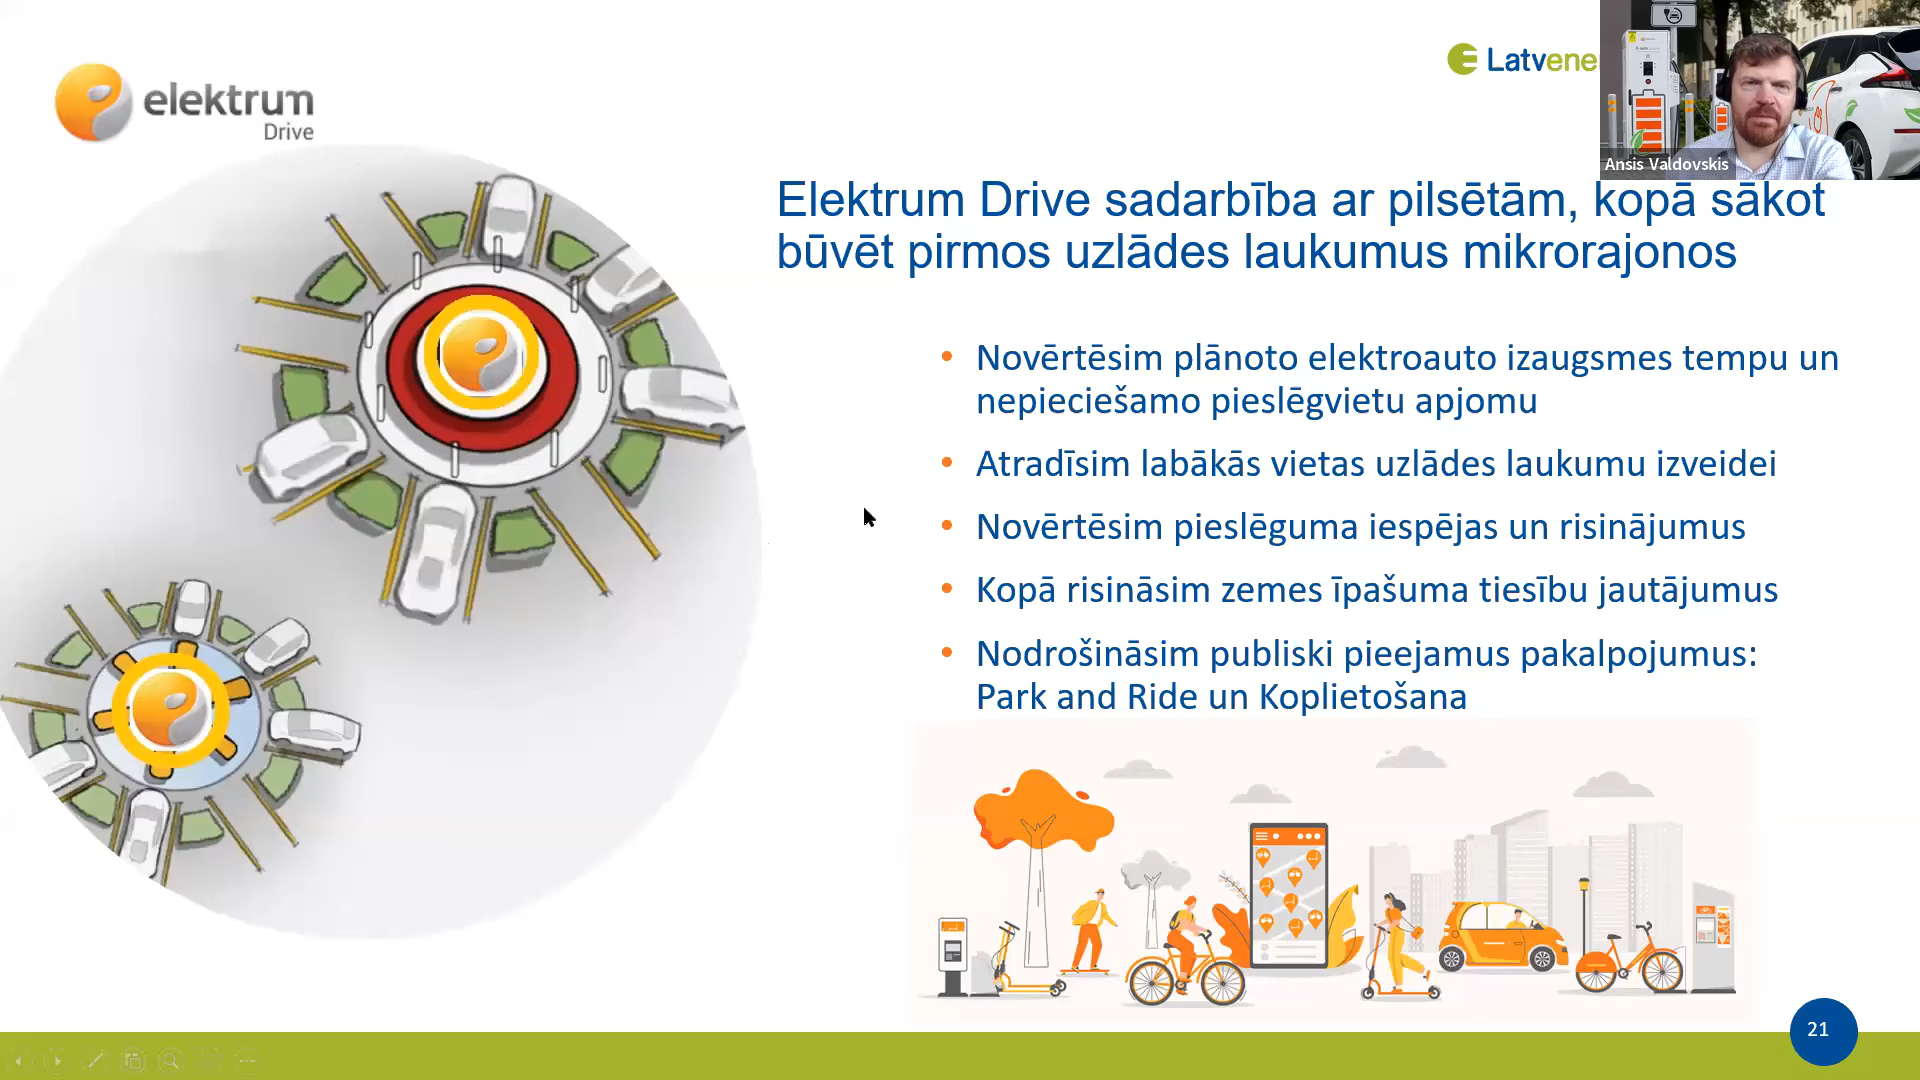 elektrum
Drive
Latvene
Ansis Valdovskis
Elektrum Drive sadarbība ar pilsētām, kopā sākot
būvēt pirmos uzlādes laukumus mikrorajonos
• Novērtēsim plānoto elektroauto izaugsmes tempu un
nepieciešamo pieslēgvietu apjomu
• Atradīsim labākās vietas uzlādes laukumu izveidei
• Novērtēsim pieslēguma iespējas un risinājumus
• Kopā risināsim zemes īpašuma tiesību jautājumus
• Nodrošināsim publiski pieejamus pakalpojumus:
Park and Ride un Koplietošana
21